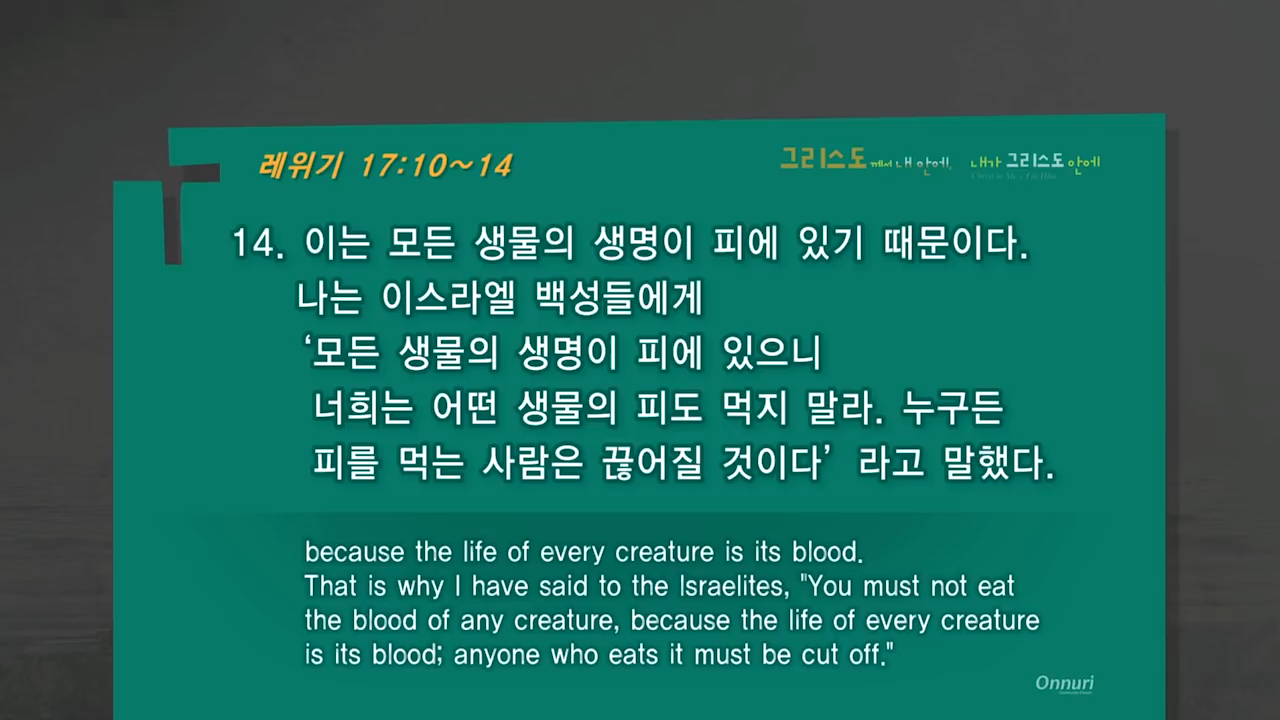 레위기 17:10~14
그리스도께서 내 안에, 내가 그리스도 안에
14. 이는 모든 생물의 생명이 피에 있기 때문이다.
나는 이스라엘 백성들에게
‘모든 생물의 생명이 피에 있으니
너희는 어떤 생물의 피도 먹지 말라. 누구든
피를 먹는 사람은 끊어질 것이다’ 라고 말했다.
because the life of every creature is its blood.
That is why I have said to the Israelites, "You must not eat
the blood of any creature, because the life of every creature
is its blood; anyone who eats it must be cut off."
Onnuri